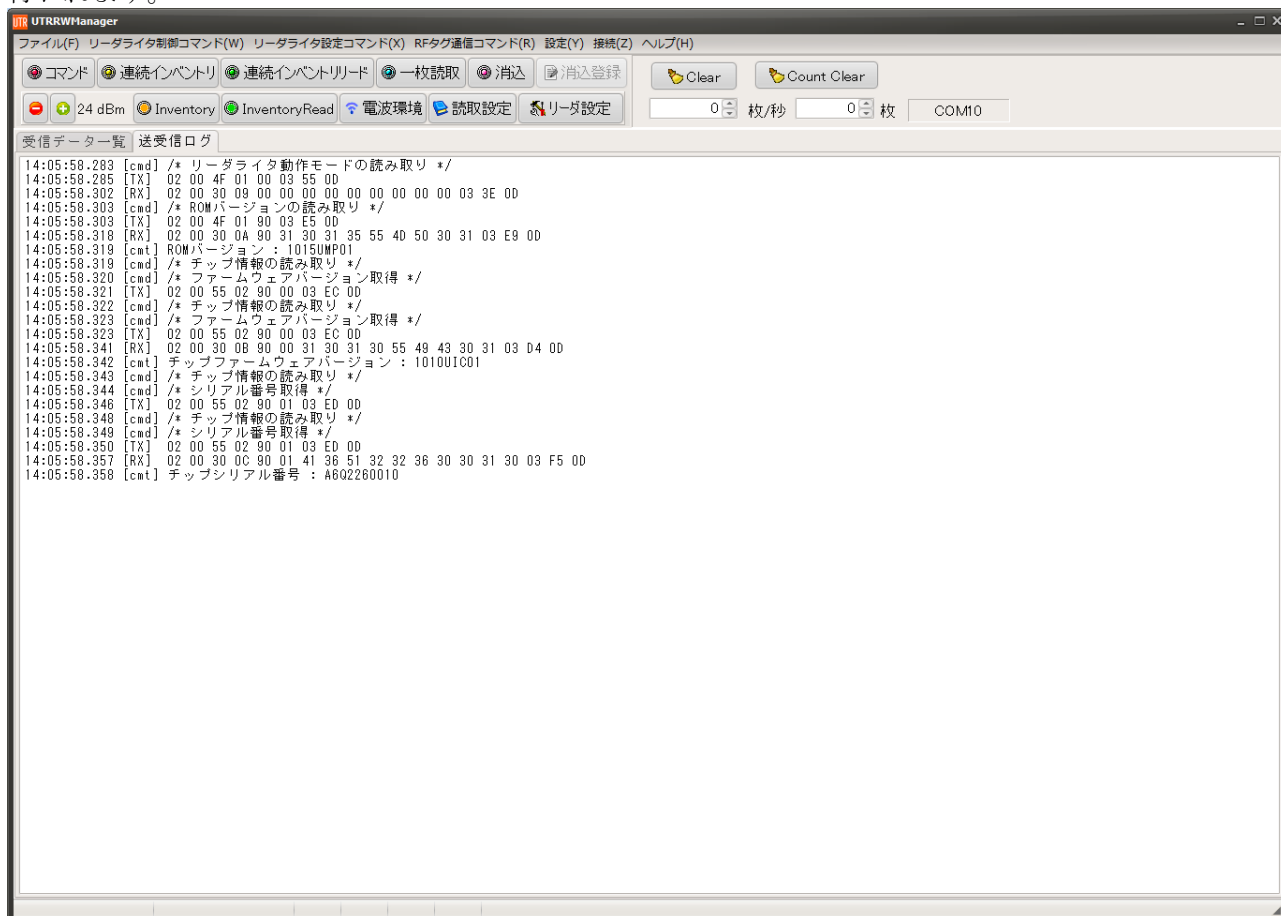 UTR UTRRWManager
ファイル(F) リーダライタ制御コマンド(W) リーダライタ設定コマンド(X) RFタグ通信コマンド(R) 設定(Y) 接続(Z) ヘルプ(H)
コマンド 連続インベントリ 連続インベントリリード 一枚読取 消込 消込登録 Clear Count Clear
24 dBm Inventory InventoryRead 電波環境 読取設定 リーダ設定 0 枚/秒 0 枚 COM10
受信データ一覧 送受信ログ
14:05:58.283 [cmd] /* リーダライタ動作モードの読み取り */
14:05:58.285 [TX] 02 00 4F 01 00 03 55 0D
14:05:58.302 [RX] 02 00 30 09 00 00 00 00 00 00 00 00 00 03 3E 0D
14:05:58.303 [cmd] /* ROMバージョンの読み取り */
14:05:58.303 [TX] 02 00 4F 01 90 03 E5 0D
14:05:58.318 [RX] 02 00 30 0A 90 31 30 31 35 55 4D 50 30 31 03 E9 0D
14:05:58.319 [cmt] ROMバージョン : 1015UMP01
14:05:58.319 [cmd] /* チップ情報の読み取り */
14:05:58.320 [cmd] /* ファームウェアバージョン取得 */
14:05:58.321 [TX] 02 00 55 02 90 00 03 EC 0D
14:05:58.322 [cmd] /* チップ情報の読み取り */
14:05:58.323 [cmd] /* ファームウェアバージョン取得 */
14:05:58.323 [TX] 02 00 55 02 90 00 03 EC 0D
14:05:58.341 [RX] 02 00 30 0B 90 00 31 30 31 30 55 49 43 30 31 03 D4 0D
14:05:58.342 [cmt] チップファームウェアバージョン : 1010UIC01
14:05:58.343 [cmd] /* チップ情報の読み取り */
14:05:58.344 [cmd] /* シリアル番号取得 */
14:05:58.346 [TX] 02 00 55 02 90 01 03 ED 0D
14:05:58.348 [cmd] /* チップ情報の読み取り */
14:05:58.349 [cmd] /* シリアル番号取得 */
14:05:58.350 [TX] 02 00 55 02 90 01 03 ED 0D
14:05:58.357 [RX] 02 00 30 0C 90 01 41 36 51 32 32 36 30 30 31 30 03 F5 0D
14:05:58.358 [cmt] チップシリアル番号 : A6Q2260010